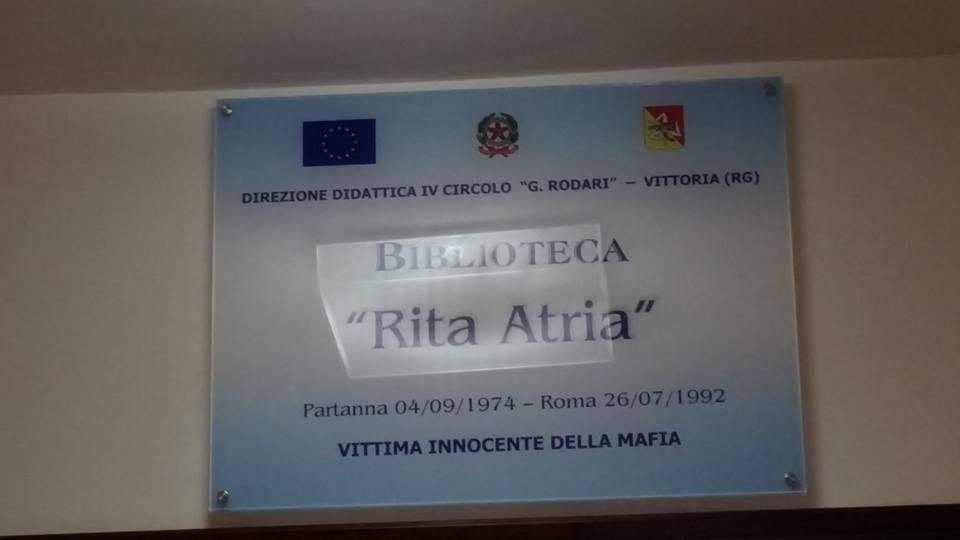 DIREZIONE DIDATTICA IV CIRCOLO "G. RODARI" – VITTORIA (RG)
BIBLIOTECA
"Rita Atria"
Partanna 04/09/1974 – Roma 26/07/1992
VITTIMA INNOCENTE DELLA MAFIA